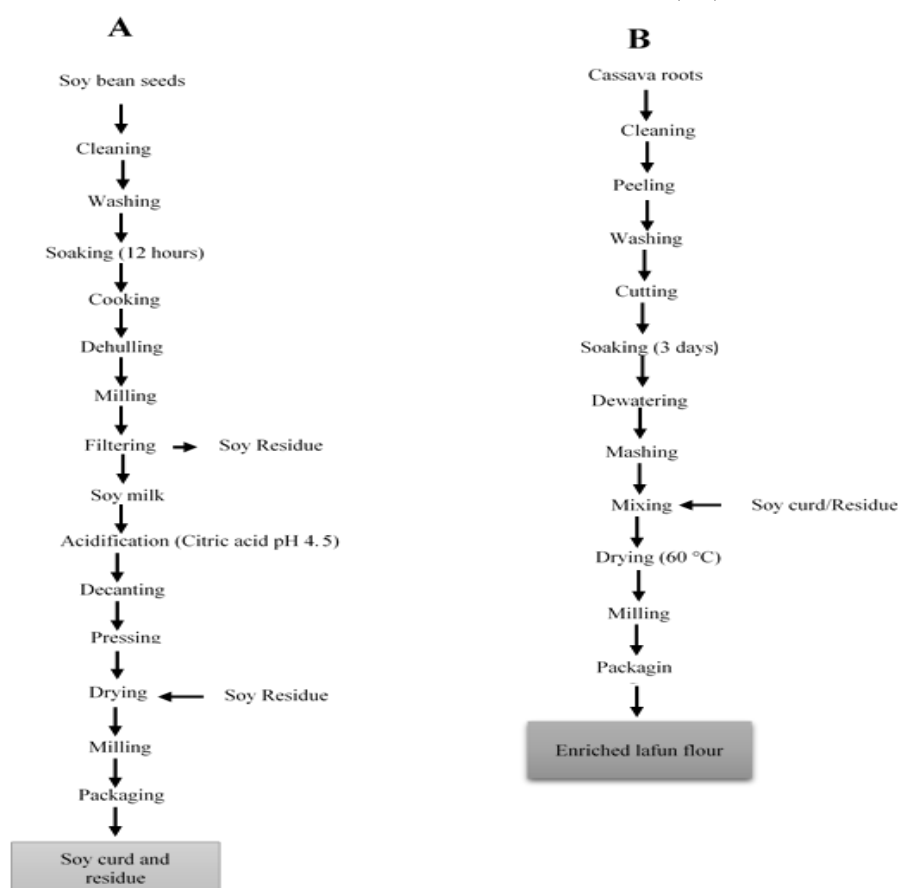 A
Soy bean seeds
Cleaning
Washing
Soaking (12 hours)
Cooking
Dehulling
Milling
Filtering
Soy Residue
Soy milk
Acidification (Citric acid pH 4.5)
Decanting
Pressing
Drying
Soy Residue
Milling
Packaging
Soy curd and
residue
B
Cassava roots
Cleaning
Peeling
Washing
Cutting
Soaking (3 days)
Dewatering
Mashing
Mixing
Soy curd/Residue
Drying (60 °C)
Milling
Packagin
Enriched lafun flour